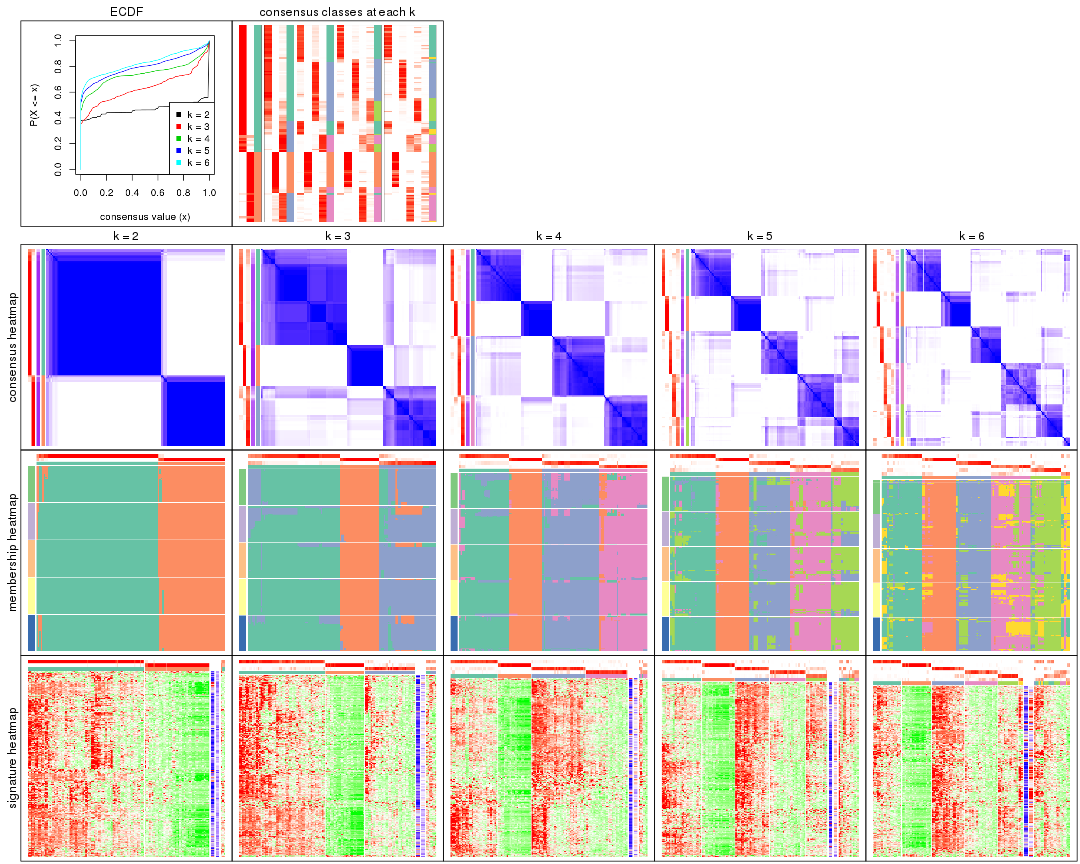 ECDF
consensus classes at each k
P(X <= x)
0.0
0.2
0.4
0.6
0.8
1.0
k = 2
k = 3
k = 4
k = 5
k = 6
0.0 0.2 0.4 0.6 0.8 1.0
consensus value (x)
k = 2
k = 3
k = 4
k = 5
k = 6
consensus heatmap
membership heatmap
signature heatmap